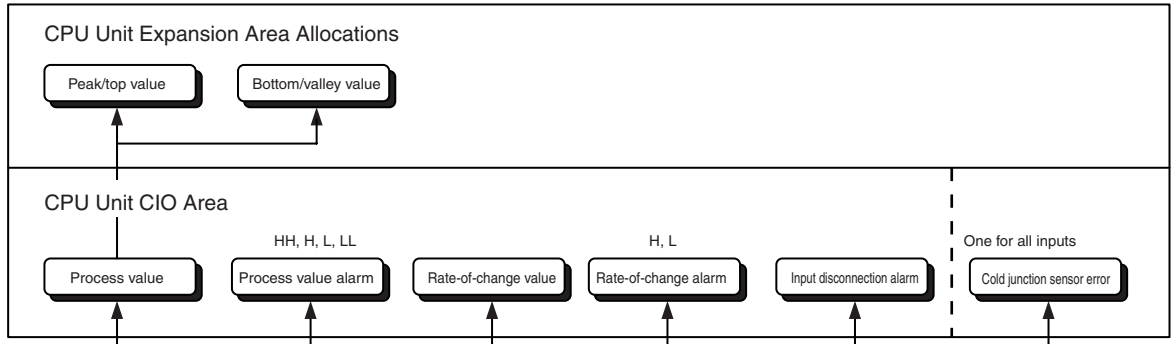 CPU Unit Expansion Area Allocations
Peak/top value
Bottom/valley value
CPU Unit CIO Area
HH, H, L, LL
H, L
One for all inputs
Process value
Process value alarm
Rate-of-change value
Rate-of-change alarm
Input disconnection alarm
Cold junction sensor error